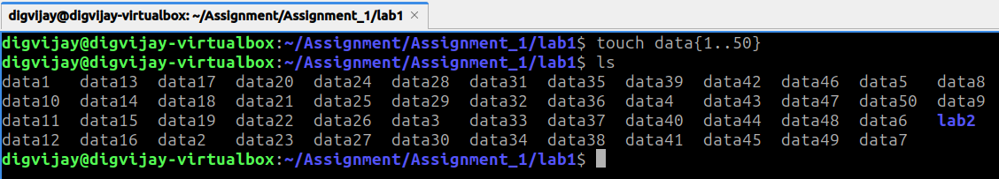 digvijay@digvijay-virtualbox: ~/Assignment/Assignment_1/lab1 ×
digvijay@digvijay-virtualbox:~/Assignment/Assignment_1/lab1$ touch data{1..50}
digvijay@digvijay-virtualbox:~/Assignment/Assignment_1/lab1$ ls
data1   data13  data17  data20  data24  data28  data31  data35  data39  data42  data46  data5   data8
data10  data14  data18  data21  data25  data29  data32  data36  data4   data43  data47  data50  data9
data11  data15  data19  data22  data26  data3   data33  data37  data40  data44  data48  data6   lab2
data12  data16  data2   data23  data27  data30  data34  data38  data41  data45  data49  data7
digvijay@digvijay-virtualbox:~/Assignment/Assignment_1/lab1$